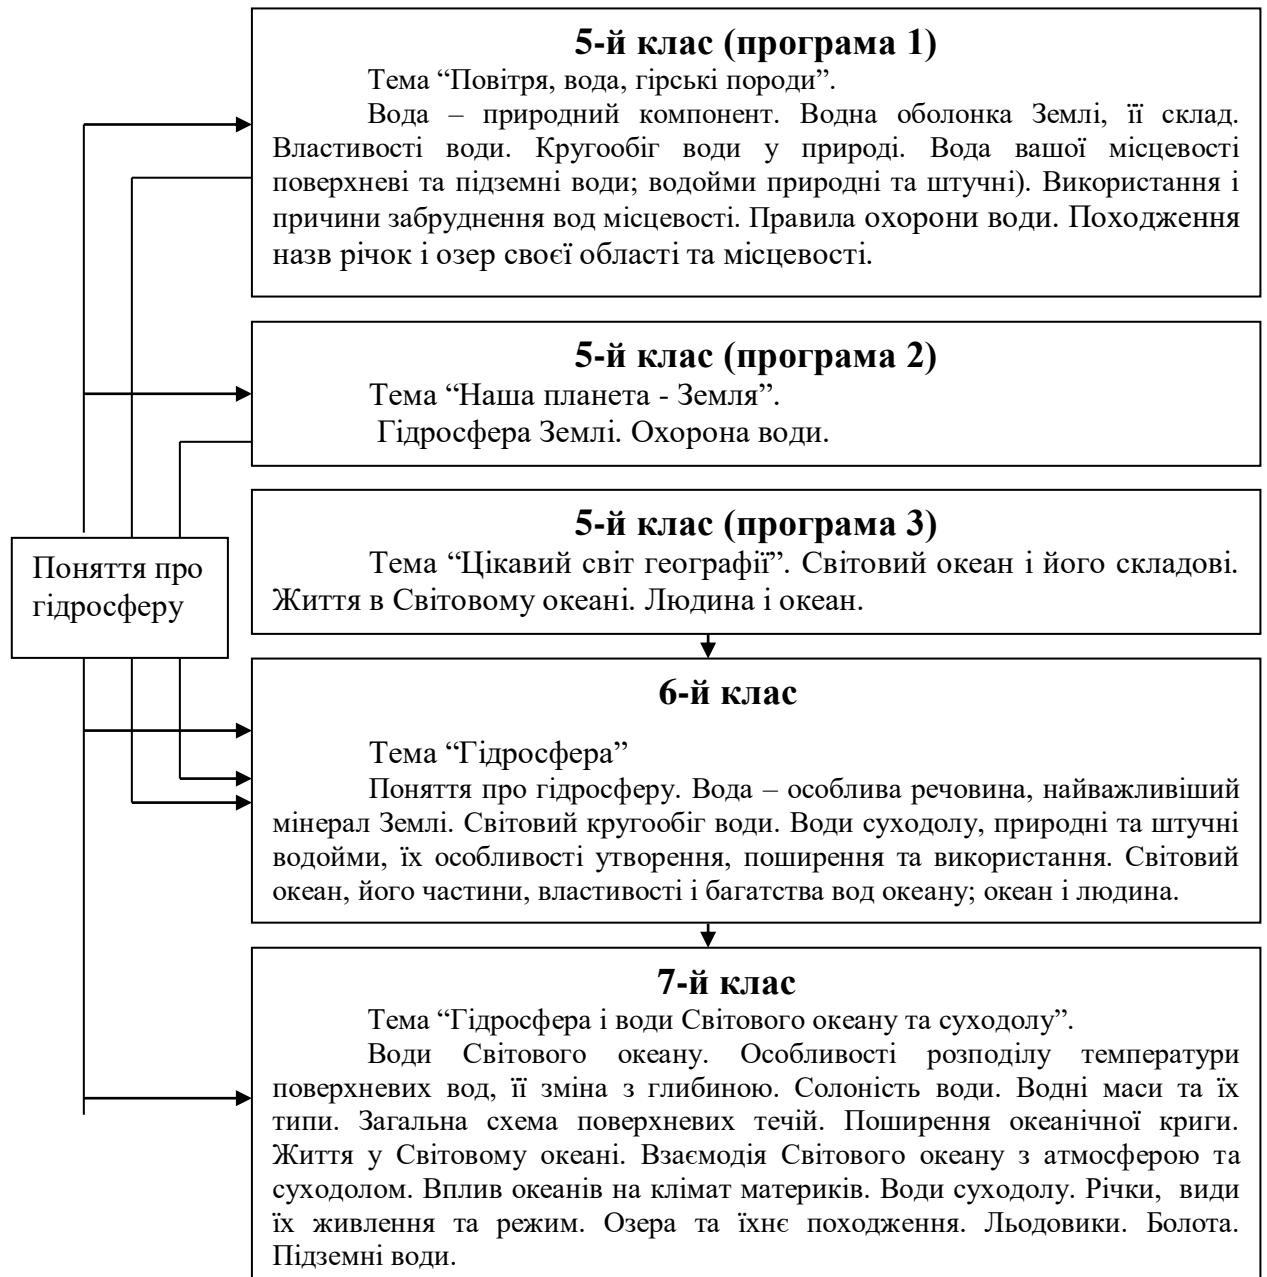 5-й клас (програма 1)
Тема “Повітря, вода, гірські породи”.
Вода – природний компонент. Водна оболонка Землі, її склад.
Властивості води. Кругообіг води у природі. Вода вашої місцевості
поверхневі та підземні води; водойми природні та штучні). Використання і
причини забруднення вод місцевості. Правила охорони води. Походження
назв річок і озер своєї області та місцевості.
5-й клас (програма 2)
Тема “Наша планета - Земля”.
Гідросфера Землі. Охорона води.
5-й клас (програма 3)
Тема “Цікавий світ географії”. Світовий океан і його складові.
Життя в Світовому океані. Людина і океан.
Поняття про
гідросферу
6-й клас
Тема “Гідросфера”
Поняття про гідросферу. Вода – особлива речовина, найважливіший
мінерал Землі. Світовий кругообіг води. Води суходолу, природні та штучні
водойми, їх особливості утворення, поширення та використання. Світовий
океан, його частини, властивості і багатства вод океану; океан і людина.
7-й клас
Тема “Гідросфера і води Світового океану та суходолу”.
Води Світового океану. Особливості розподілу температури
поверхневих вод, її зміна з глибиною. Солоність води. Водні маси та їх
типи. Загальна схема поверхневих течій. Поширення океанічної криги.
Життя у Світовому океані. Взаємодія Світового океану з атмосферою та
суходолом. Вплив океанів на клімат материків. Води суходолу. Річки, види
їх живлення та режим. Озера та їхнє походження. Льодовики. Болота.
Підземні води.